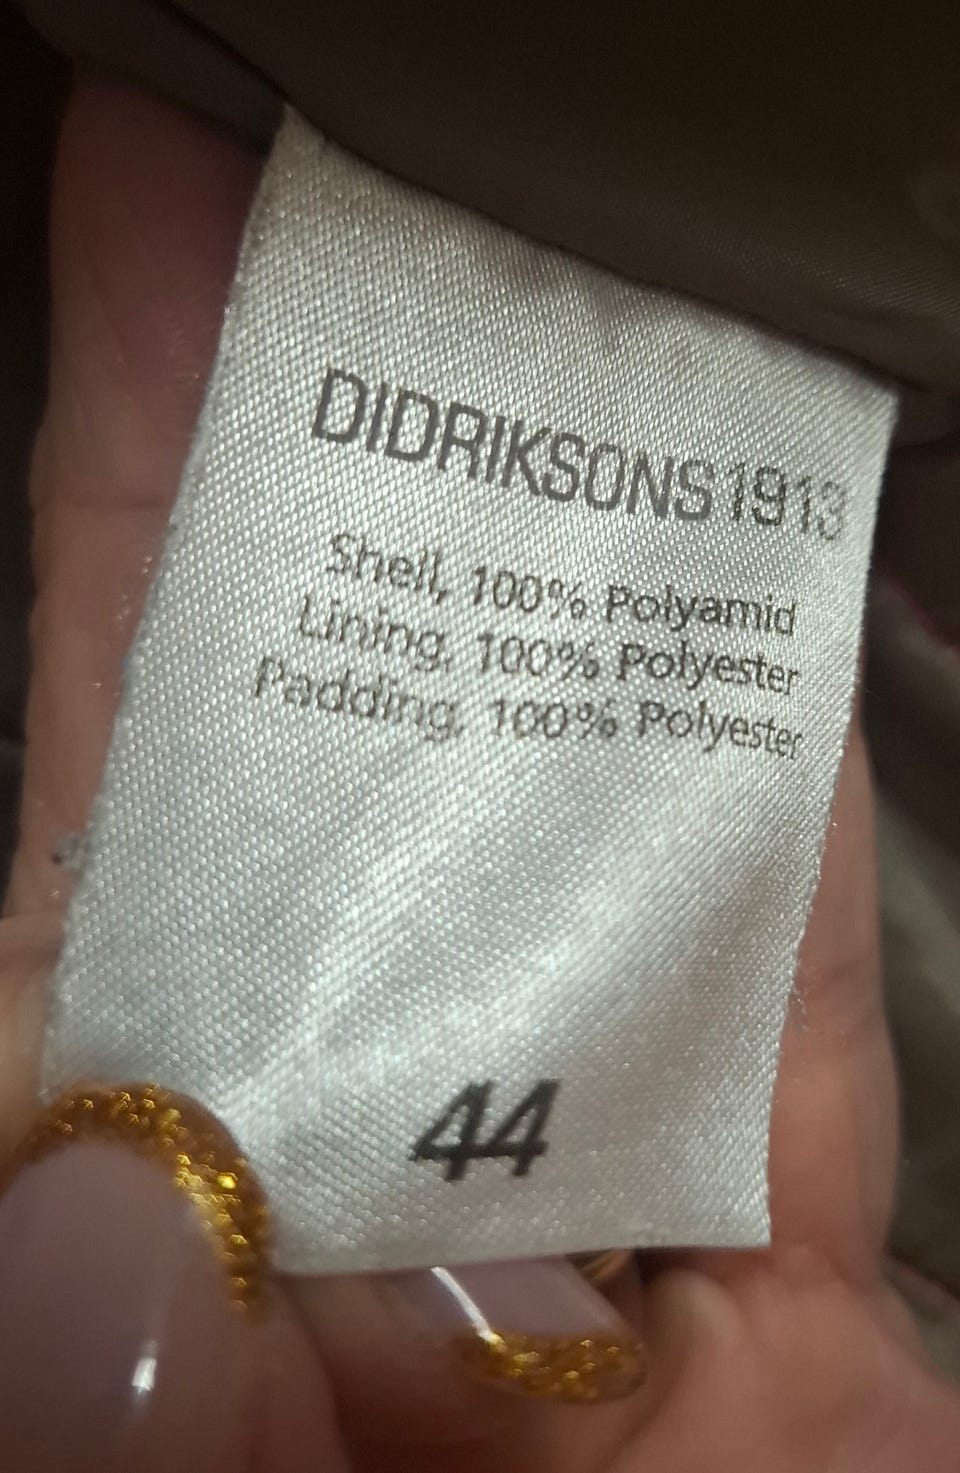 DIDRIKSONS1913
Shell, 100% Polyamid
Lining, 100% Polyester
Padding, 100% Polyester
44